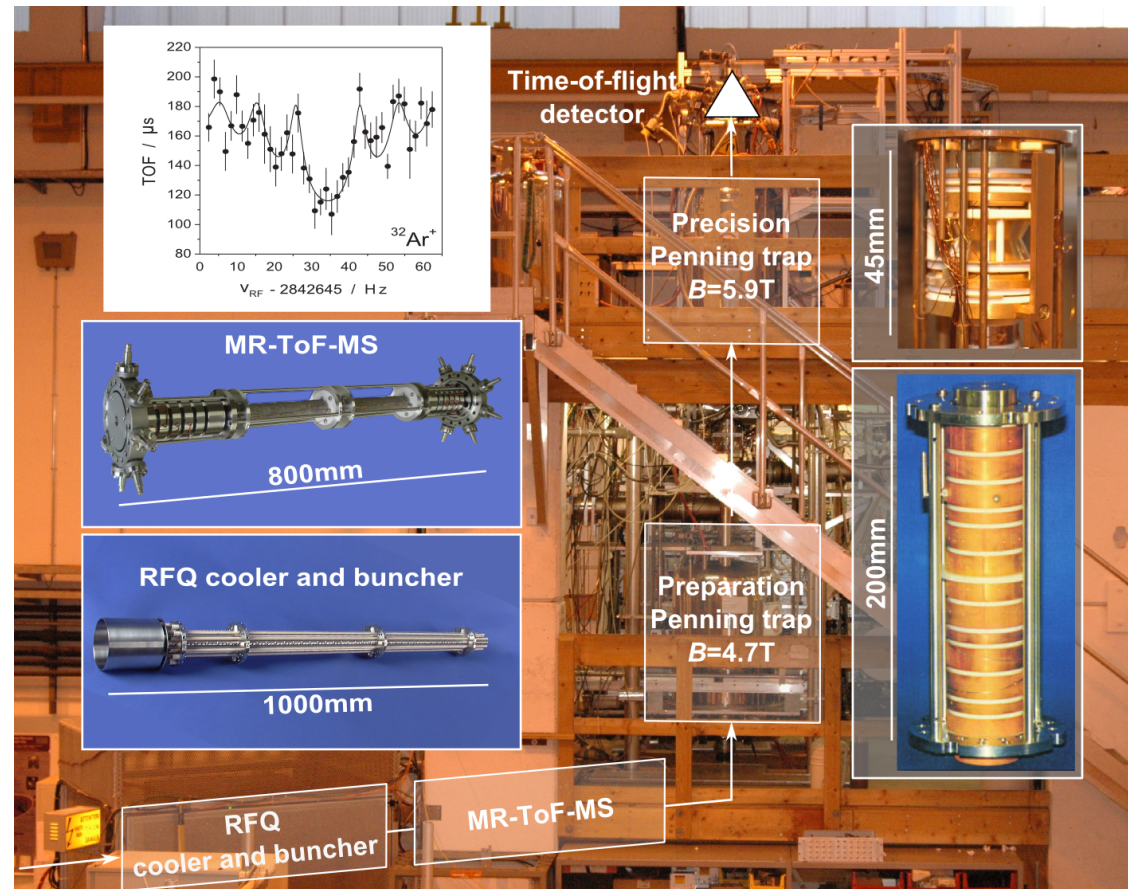 220
200
180
160
140
120
100
80
TOF / µs
0 10 20 30 40 50 60
³²Ar⁺
νRF - 2842645 / Hz
Time-of-flight
detector
Precision
Penning trap
B=5.9T
45mm
MR-ToF-MS
800mm
RFQ cooler and buncher
1000mm
Preparation
Penning trap
B=4.7T
200mm
RFQ
cooler and buncher
MR-ToF-MS